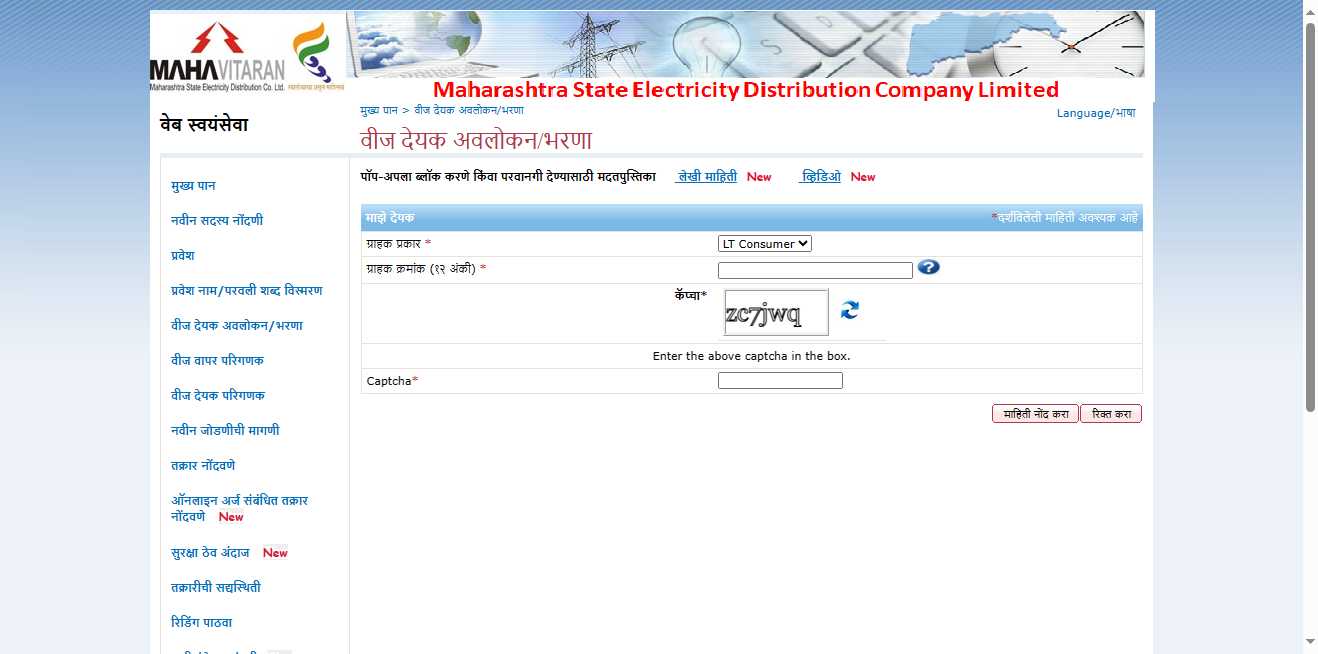 MAHAVITARAN
Maharashtra State Electricity Distribution Co. Ltd.
Maharashtra State Electricity Distribution Company Limited
मुख्य पान > वीज देयक अवलोकन/भरणा
Language/भाषा
वेब स्वयंसेवा
वीज देयक अवलोकन/भरणा
पॉप-अपला ब्लॉक करणे किंवा परवानगी देण्यासाठी मदतपुस्तिका लेखी माहिती New व्हिडिओ New
मुख्य पान
नवीन सदस्य नोंदणी
प्रवेश
प्रवेश नाम/परवली शब्द विस्मरण
वीज देयक अवलोकन/भरणा
वीज वापर परिगणक
वीज देयक परिगणक
नवीन जोडणीची मागणी
तक्रार नोंदवणे
ऑनलाइन अर्ज संबंधित तक्रार
नोंदवणे New
सुरक्षा ठेव अंदाज New
तक्रारीची सद्यस्थिती
रिडिंग पाठवा
माझे देयक
*दर्शविलेली माहिती अवश्यक आहे
ग्राहक प्रकार * LT Consumer
ग्राहक क्रमांक (१२ अंकी) *
कॅप्चा* zc7jwq
Enter the above captcha in the box.
Captcha*
माहिती नोंद करा रिक्त करा